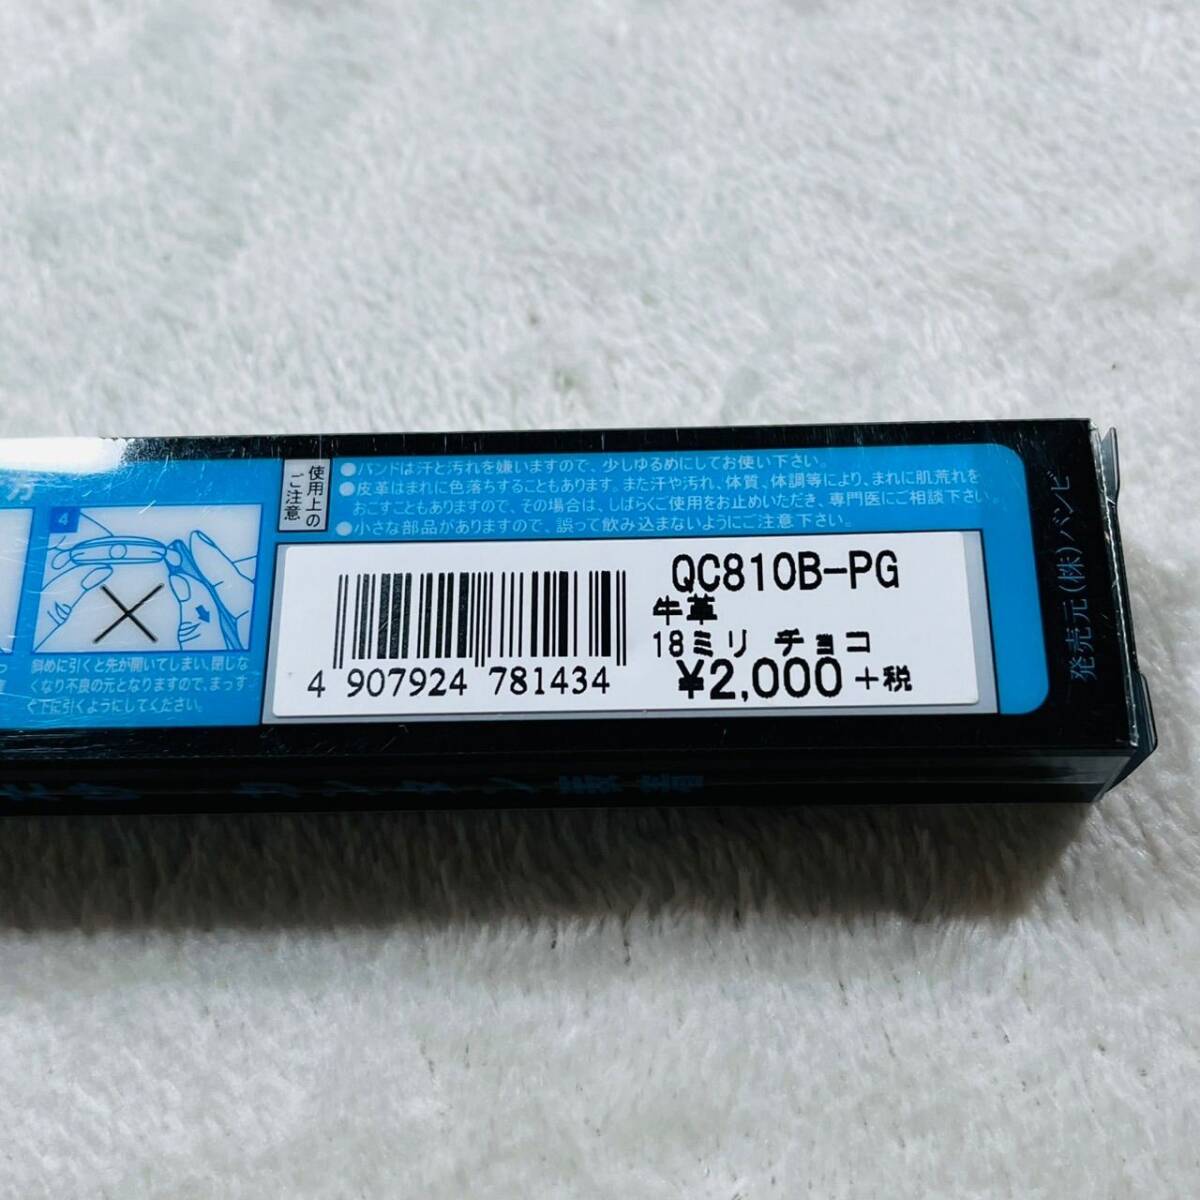 方
4
斜めに引くと先が開いてしまい、閉じな
くなり不良の元となりますので、まっす
ぐ下に引くようにしてください。
使用上の
ご注意
●バンドは汗と汚れを嫌いますので、少しゆるめにしてお使い下さい。
●皮革はまれに色落ちすることもあります。また汗や汚れ、体質、体調等により、まれに肌荒れを
おこすこともありますので、その場合は、しばらくご使用をお止めいただき、専門医にご相談下さい。
●小さな部品がありますので、誤って飲み込まないようにご注意下さい。
QC810B-PG
牛革
18ミリ チョコ
¥2,000+税
4 907924 781434
発売元(株)バンビ